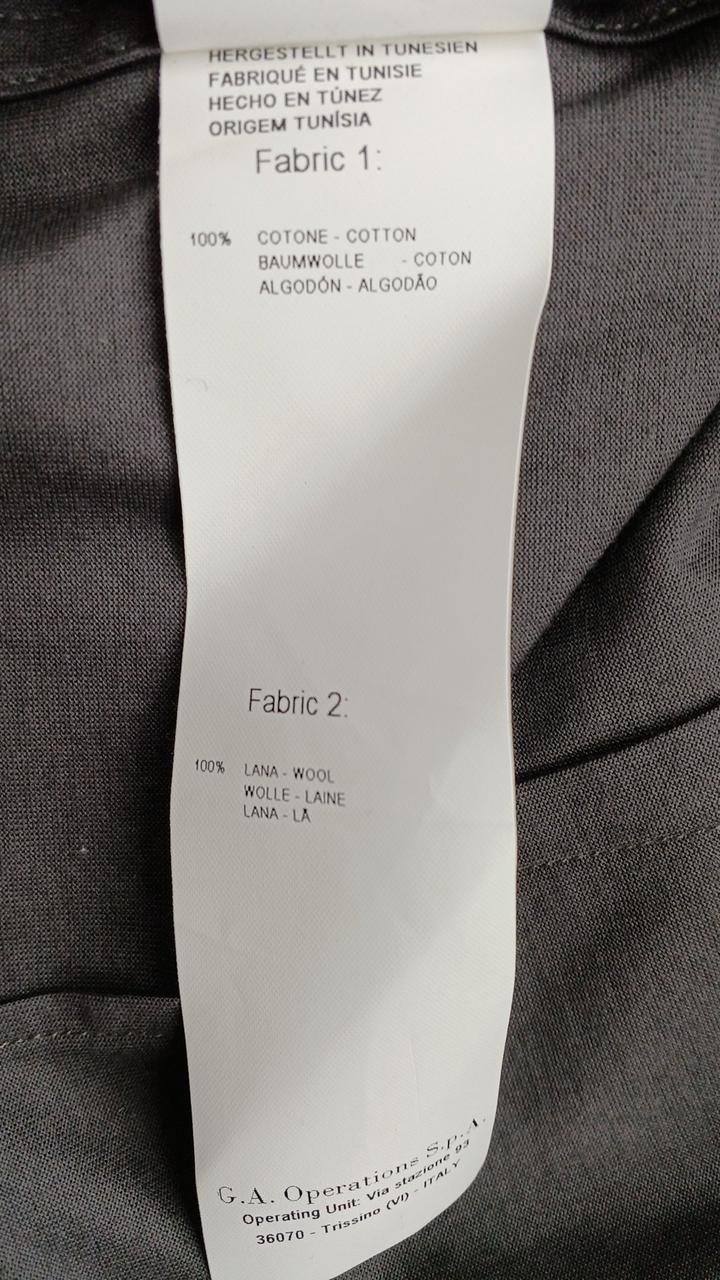 HERGESTELLT IN TUNESIEN
FABRIQUÉ EN TUNISIE
HECHO EN TÚNEZ
ORIGEM TUNÍSIA
Fabric 1:
100% COTONE - COTTON
BAUMWOLLE - COTON
ALGODÓN - ALGODÃO
Fabric 2:
100% LANA - WOOL
WOLLE - LAINE
LANA - LÃ
G.A. Operations S.p.A.
Operating Unit: Via stazione 93
36070 - Trissino (VI) - ITALY